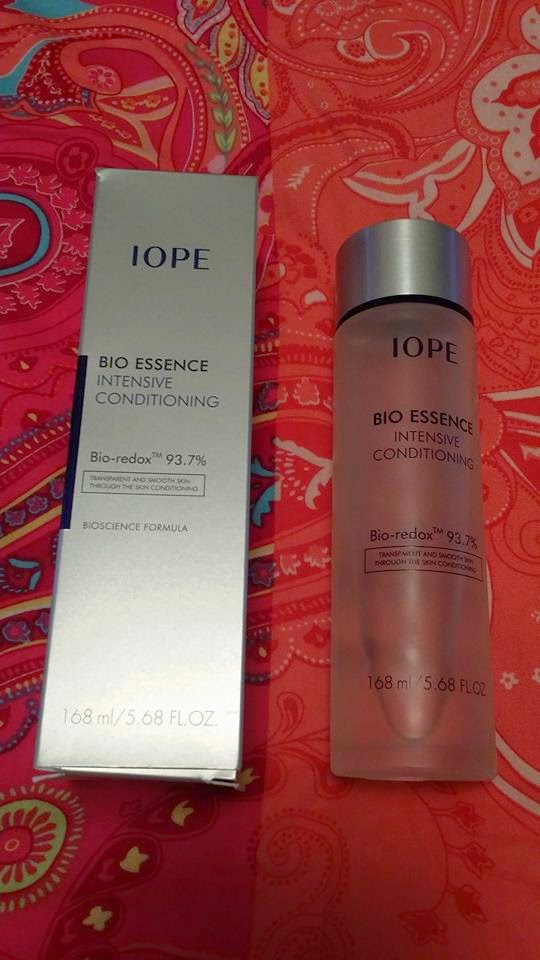 IOPE
BIO ESSENCE
INTENSIVE
CONDITIONING
Bio-redox™ 93.7%
TRANSPARENT AND SMOOTH SKIN
THROUGH THE SKIN CONDITIONING
BIOSCIENCE FORMULA
168 ml/5.68 FL.OZ.
IOPE
BIO ESSENCE
INTENSIVE
CONDITIONING
Bio-redox™ 93.7%
TRANSPARENT AND SMOOTH SKIN
THROUGH THE SKIN CONDITIONING
168 ml/5.68 FL.OZ.